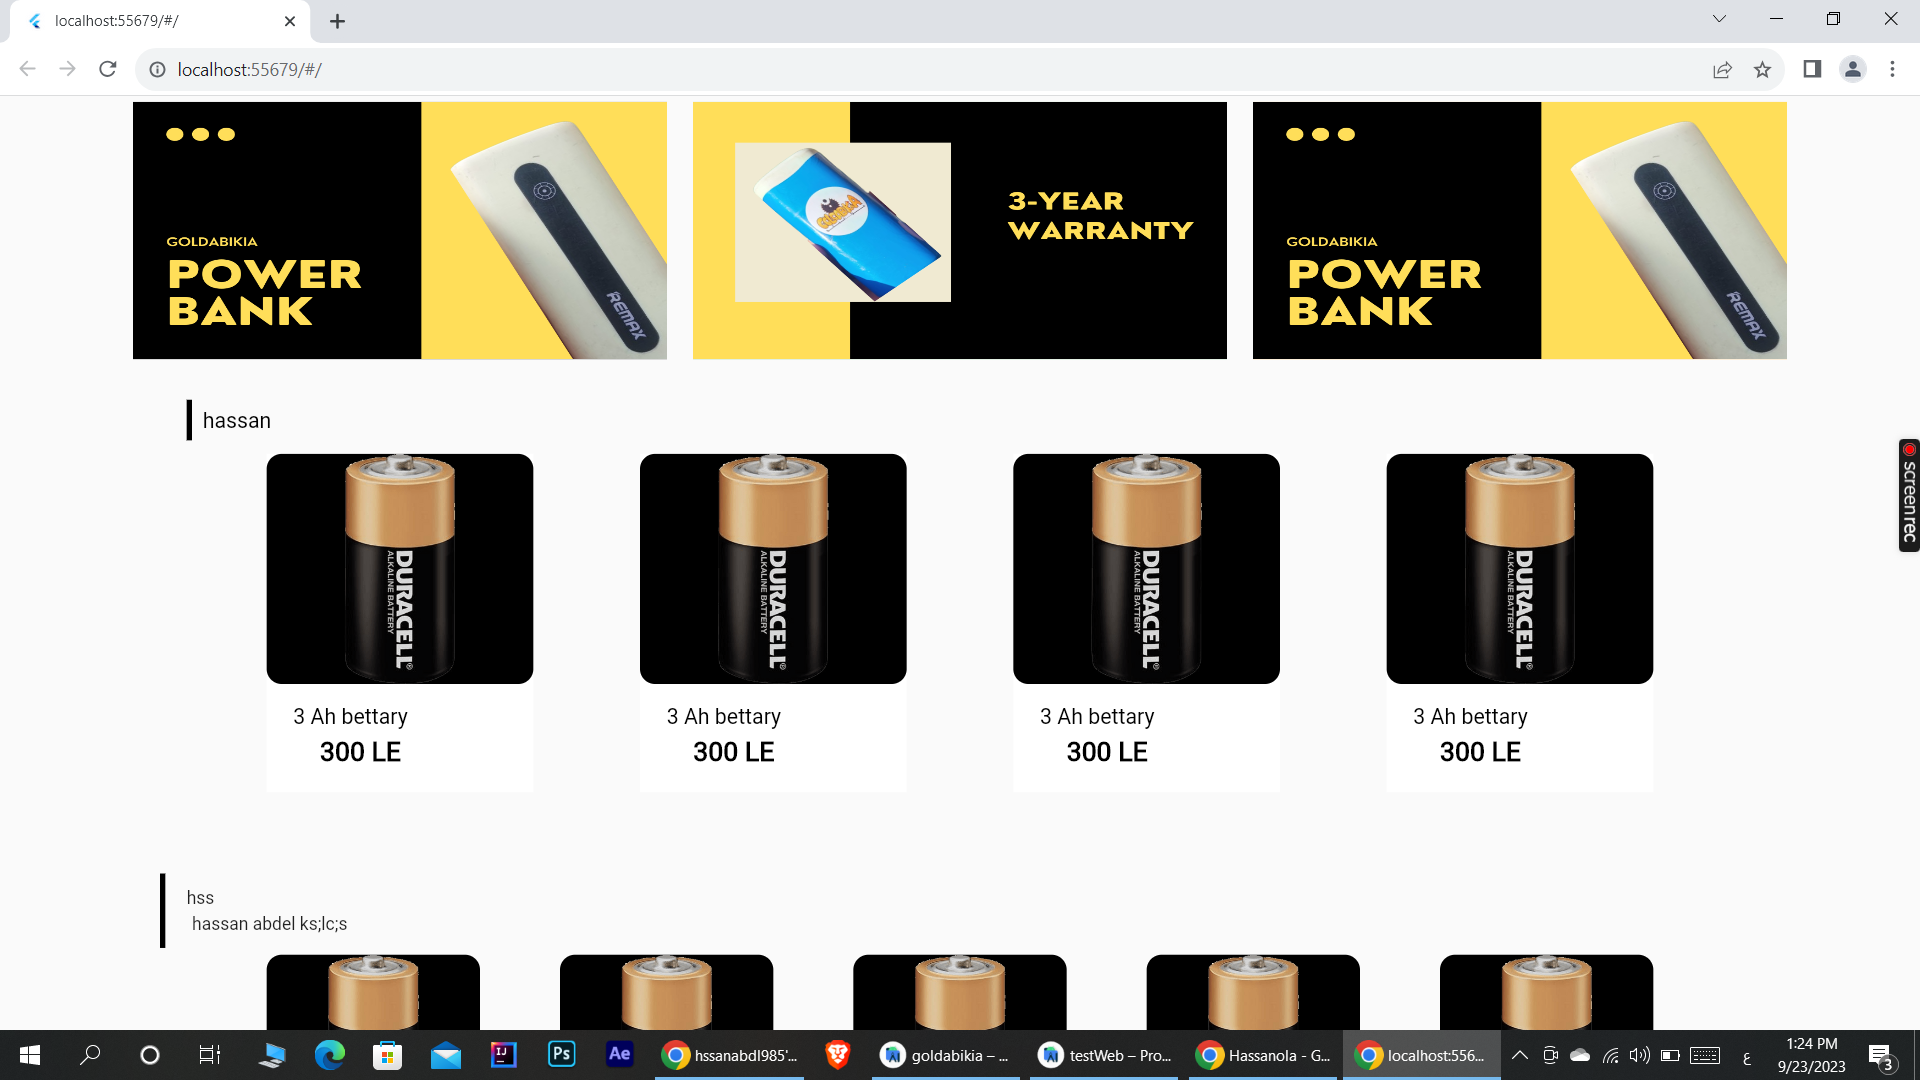 localhost:55679/#/
localhost:55679/#/
GOLDABIKIA
POWER
BANK
REMAX
3-YEAR
WARRANTY
GOLDABIKIA
POWER
BANK
REMAX
hassan
DURACELL®
ALKALINE BATTERY
DURACELL®
ALKALINE BATTERY
DURACELL®
ALKALINE BATTERY
DURACELL®
ALKALINE BATTERY
3 Ah bettary
300 LE
3 Ah bettary
300 LE
3 Ah bettary
300 LE
3 Ah bettary
300 LE
screenrec
hss
hassan abdel ks;lc;s
IJ
Ps
Ae
hssanabdl985'...
goldabikia – ...
testWeb – Pro...
Hassanola - G...
localhost:556...
ع
1:24 PM
9/23/2023
3